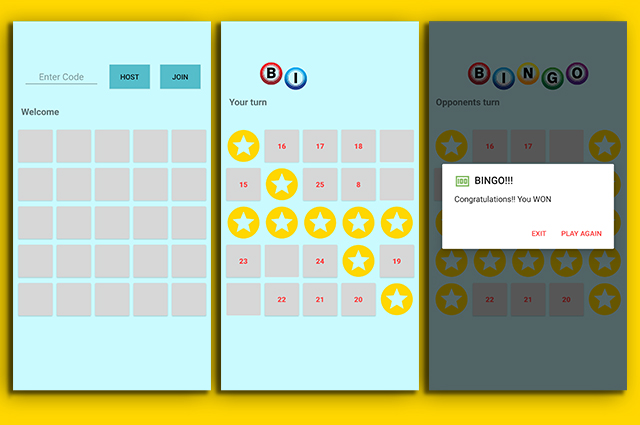 Enter Code
HOST
JOIN
Welcome
B I
Your turn
16 17 18
15 25 8
23 24 19
22 21 20
B I N G O
Opponents turn
16 17
BINGO!!!
Congratulations!! You WON
EXIT PLAY AGAIN
22 21 20